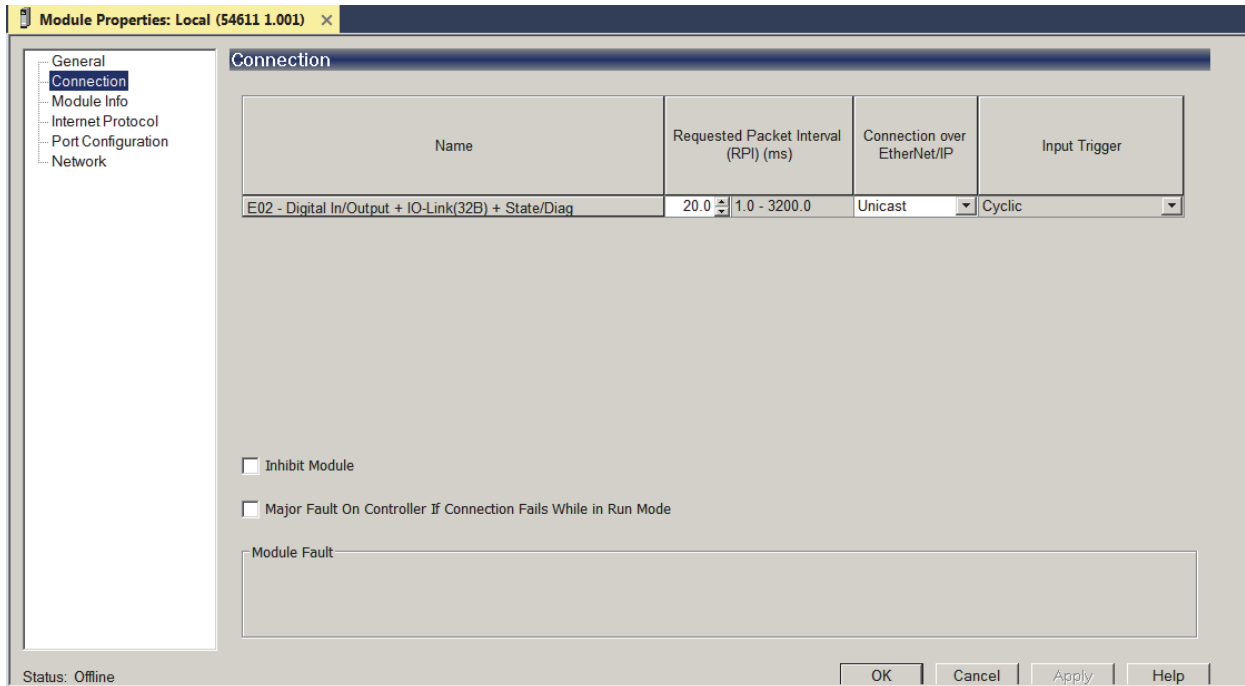 Module Properties: Local (54611 1.001) ×
General
Connection
Module Info
Internet Protocol
Port Configuration
Network
Connection
Name
Requested Packet Interval
(RPI) (ms)
Connection over
EtherNet/IP
Input Trigger
E02 - Digital In/Output + IO-Link(32B) + State/Diag
20.0 1.0 - 3200.0
Unicast
Cyclic
Inhibit Module
Major Fault On Controller If Connection Fails While in Run Mode
Module Fault
Status: Offline
OK
Cancel
Apply
Help